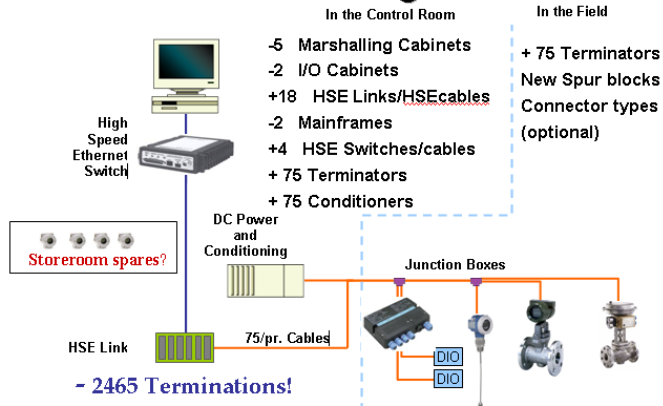 In the Control Room
-5 Marshalling Cabinets
-2 I/O Cabinets
+18 HSE Links/HSEcables
-2 Mainframes
+4 HSE Switches/cables
+ 75 Terminators
+ 75 Conditioners
In the Field
+ 75 Terminators
New Spur blocks
Connector types
(optional)
High
Speed
Ethernet
Switch
DC Power
and
Conditioning
Storeroom spares?
Junction Boxes
HSE Link
75/pr. Cables
DIO
DIO
- 2465 Terminations!